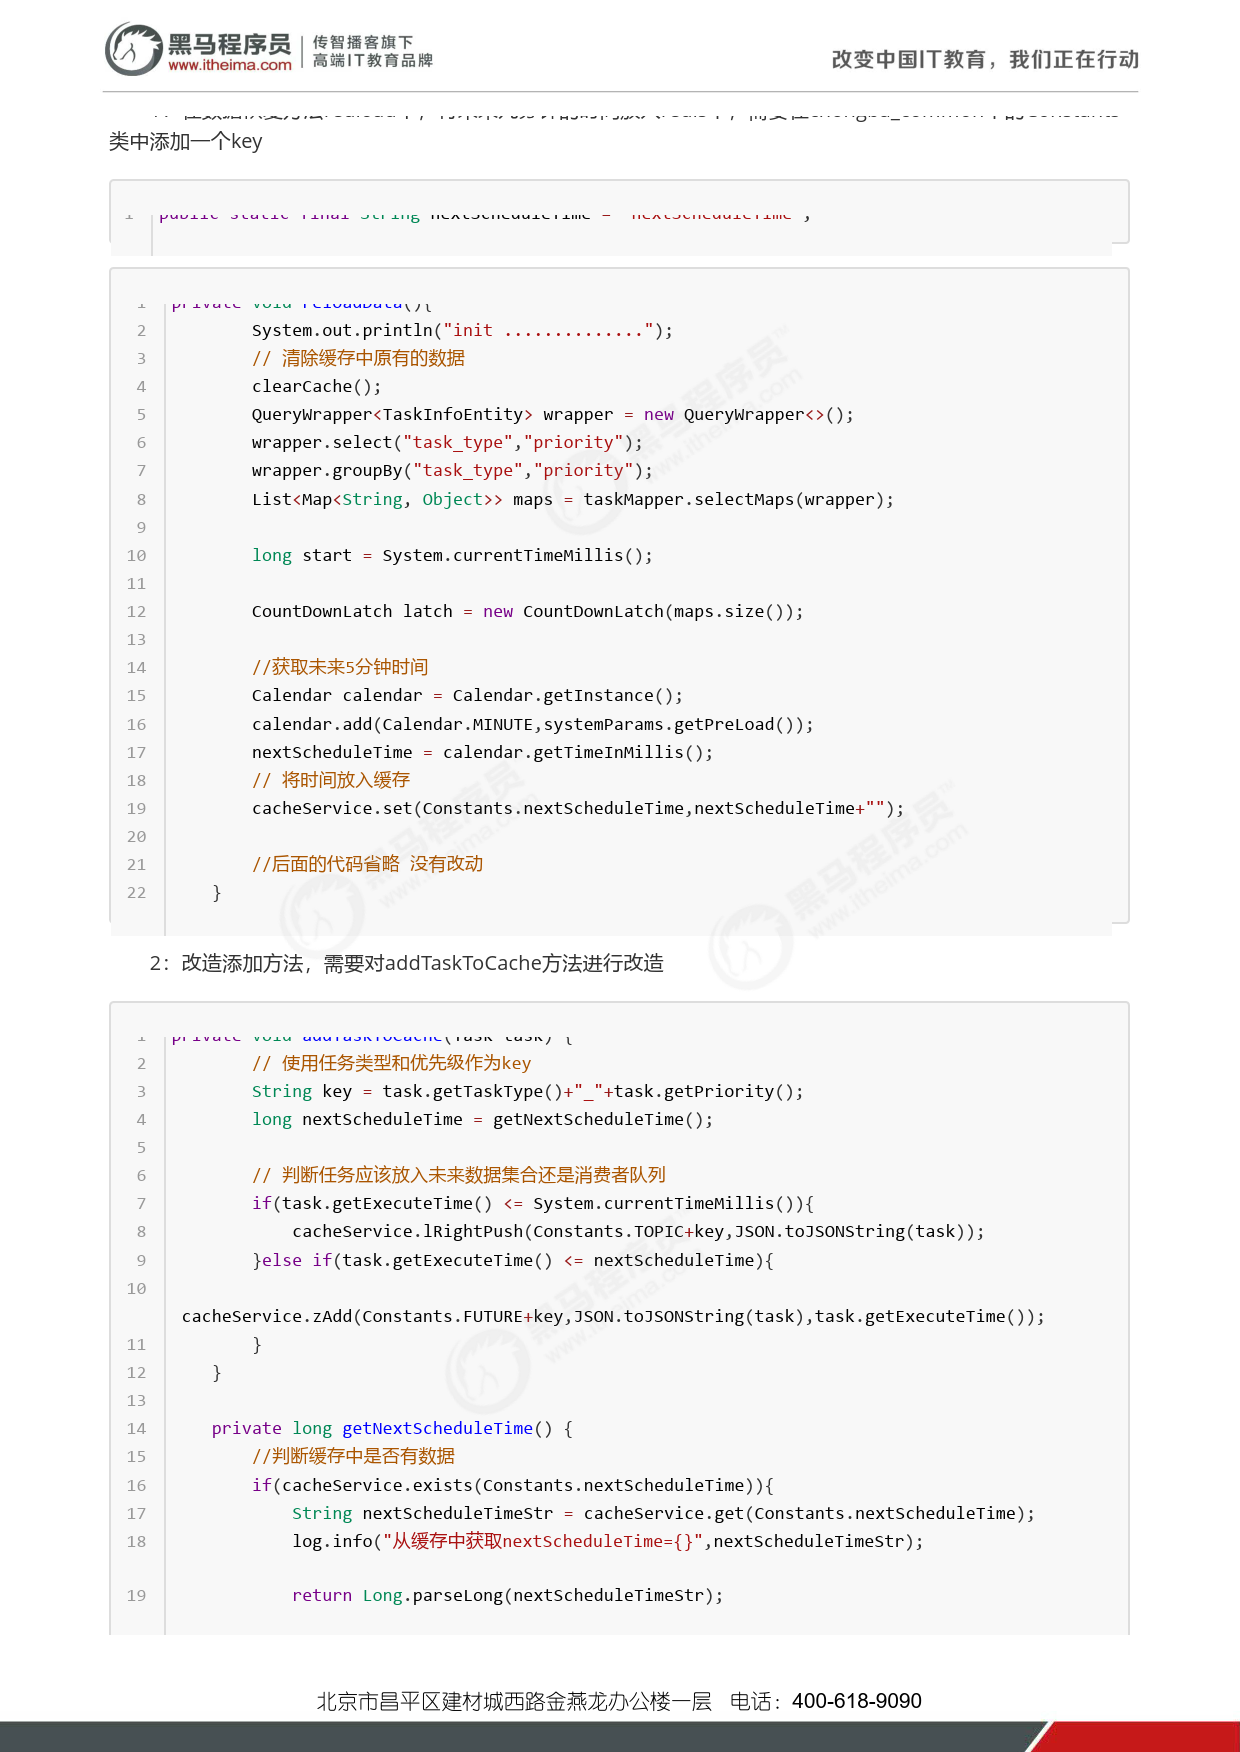 黑马程序员
www.itheima.com
传智播客旗下
高端IT教育品牌
改变中国IT教育，我们正在行动
类中添加一个key
1 public static final String nextScheduleTime = "nextScheduleTime";
1 private void reloadData(){
2 System.out.println("init ..............");
3 // 清除缓存中原有的数据
4 clearCache();
5 QueryWrapper<TaskInfoEntity> wrapper = new QueryWrapper<>();
6 wrapper.select("task_type","priority");
7 wrapper.groupBy("task_type","priority");
8 List<Map<String, Object>> maps = taskMapper.selectMaps(wrapper);
9
10 long start = System.currentTimeMillis();
11
12 CountDownLatch latch = new CountDownLatch(maps.size());
13
14 //获取未来5分钟时间
15 Calendar calendar = Calendar.getInstance();
16 calendar.add(Calendar.MINUTE,systemParams.getPreLoad());
17 nextScheduleTime = calendar.getTimeInMillis();
18 // 将时间放入缓存
19 cacheService.set(Constants.nextScheduleTime,nextScheduleTime+"");
20
21 //后面的代码省略 没有改动
22 }
2：改造添加方法，需要对addTaskToCache方法进行改造
1 private void addTaskToCache(Task task) {
2 // 使用任务类型和优先级作为key
3 String key = task.getTaskType()+"_"+task.getPriority();
4 long nextScheduleTime = getNextScheduleTime();
5
6 // 判断任务应该放入未来数据集合还是消费者队列
7 if(task.getExecuteTime() <= System.currentTimeMillis()){
8 cacheService.lRightPush(Constants.TOPIC+key,JSON.toJSONString(task));
9 }else if(task.getExecuteTime() <= nextScheduleTime){
10
cacheService.zAdd(Constants.FUTURE+key,JSON.toJSONString(task),task.getExecuteTime());
11 }
12 }
13
14 private long getNextScheduleTime() {
15 //判断缓存中是否有数据
16 if(cacheService.exists(Constants.nextScheduleTime)){
17 String nextScheduleTimeStr = cacheService.get(Constants.nextScheduleTime);
18 log.info("从缓存中获取nextScheduleTime={}",nextScheduleTimeStr);
19 return Long.parseLong(nextScheduleTimeStr);
北京市昌平区建材城西路金燕龙办公楼一层 电话：400-618-9090